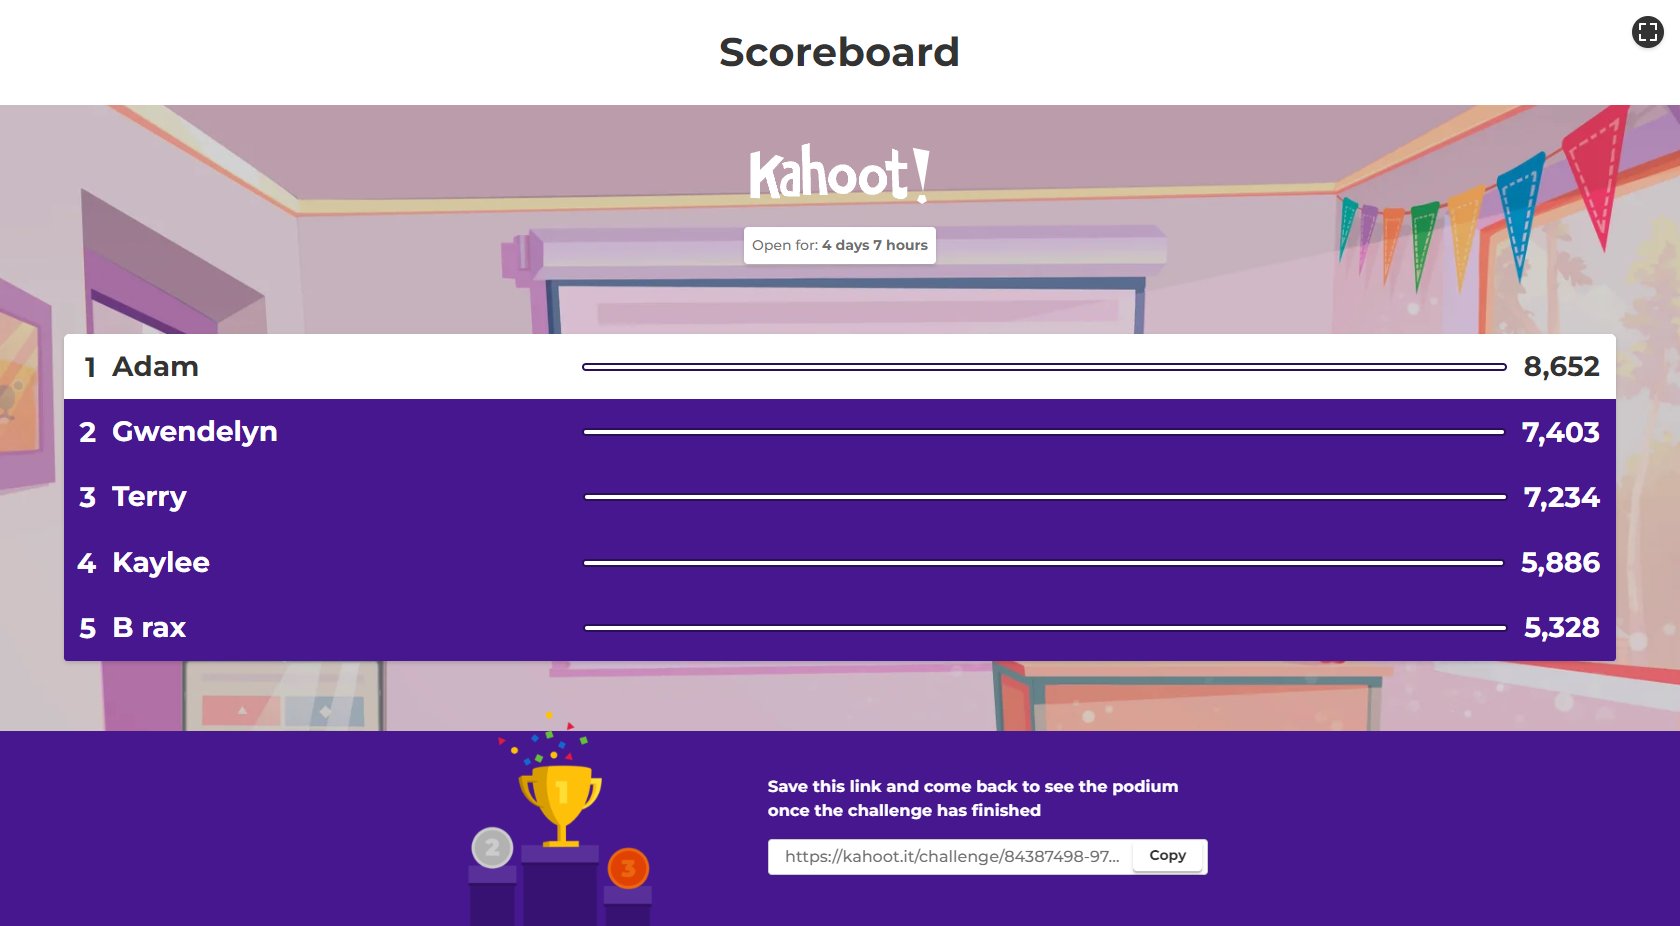 Scoreboard
Kahoot!
Open for: 4 days 7 hours
1 Adam 8,652
2 Gwendelyn 7,403
3 Terry 7,234
4 Kaylee 5,886
5 B rax 5,328
1
2
3
Save this link and come back to see the podium
once the challenge has finished
https://kahoot.it/challenge/84387498-97... Copy